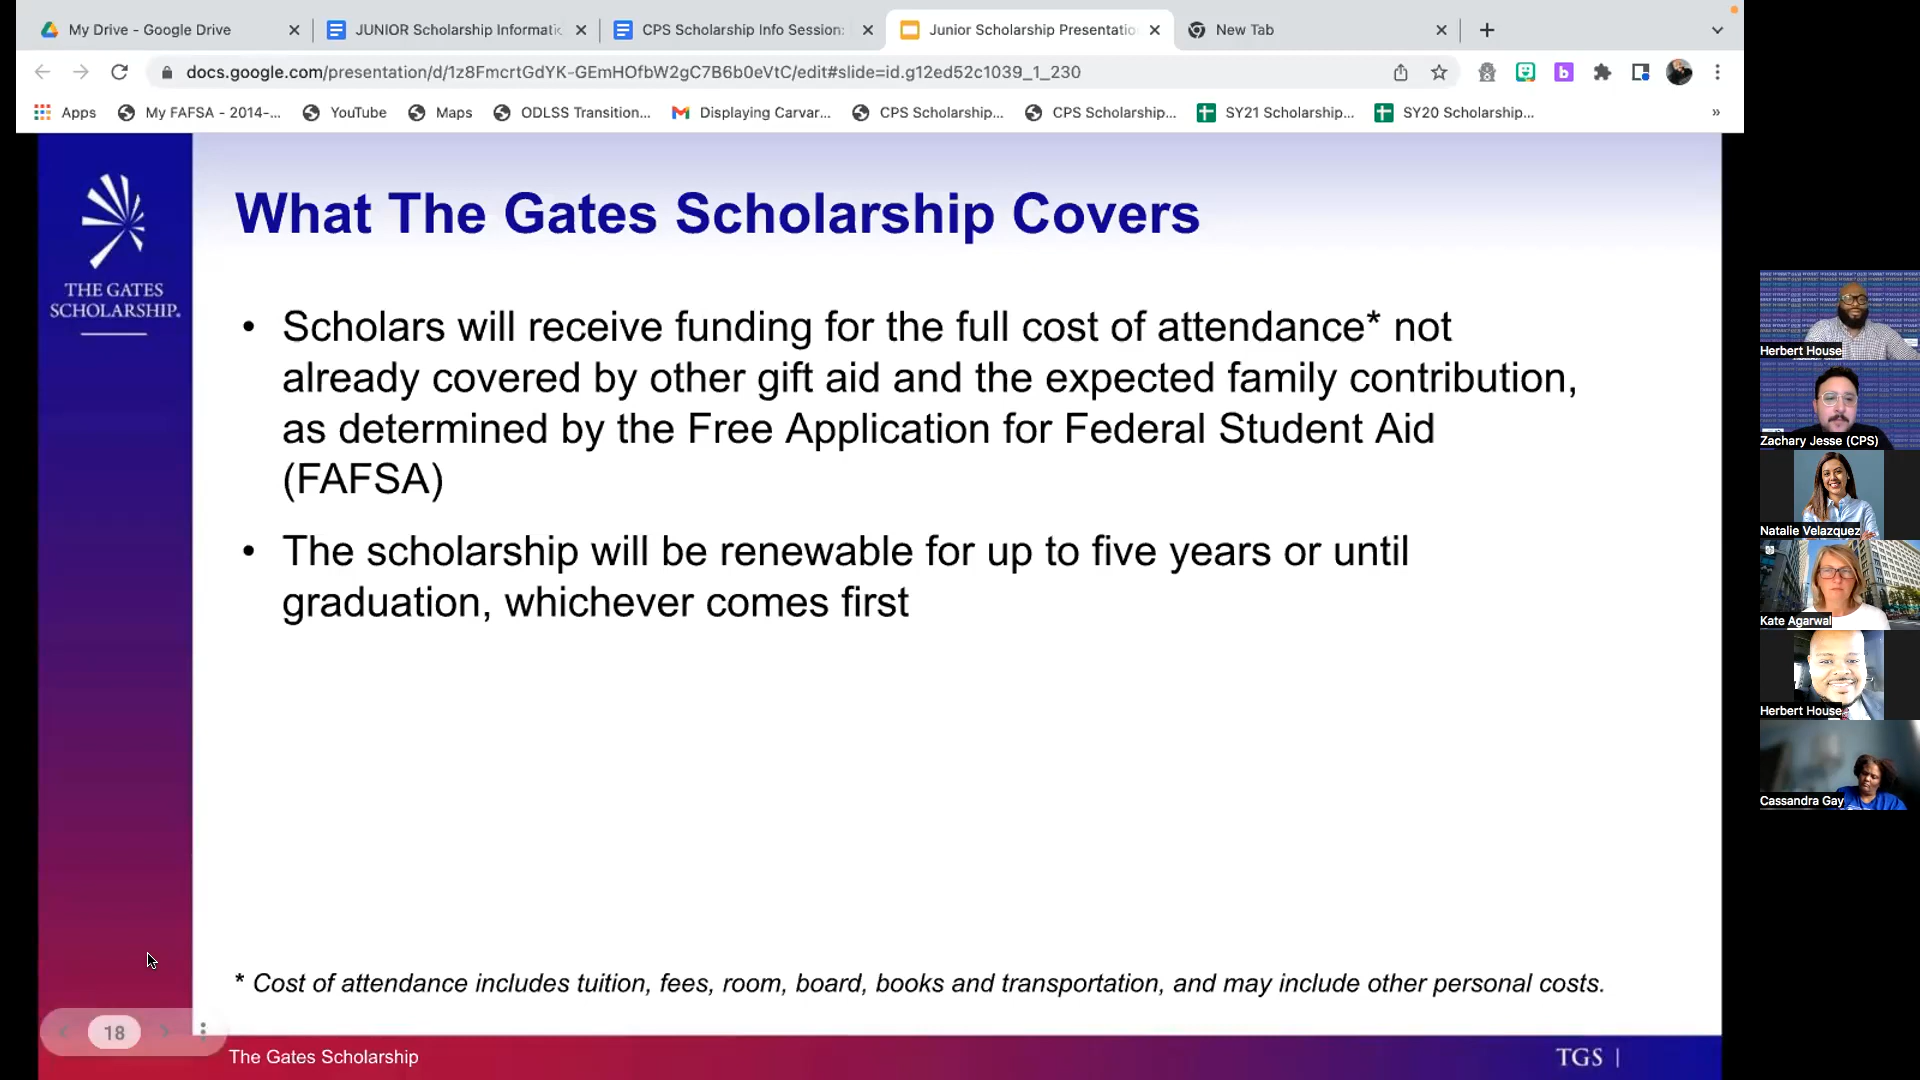 My Drive - Google Drive
JUNIOR Scholarship Informati
CPS Scholarship Info Session:
Junior Scholarship Presentatio
New Tab
docs.google.com/presentation/d/1z8FmcrtGdYK-GEmHOfbW2gC7B6b0eVtC/edit#slide=id.g12ed52c1039_1_230
Apps
My FAFSA - 2014-...
YouTube
Maps
ODLSS Transition...
Displaying Carvar...
CPS Scholarship...
CPS Scholarship...
SY21 Scholarship...
SY20 Scholarship...
THE GATES
SCHOLARSHIP.
What The Gates Scholarship Covers
• Scholars will receive funding for the full cost of attendance* not
already covered by other gift aid and the expected family contribution,
as determined by the Free Application for Federal Student Aid
(FAFSA)
• The scholarship will be renewable for up to five years or until
graduation, whichever comes first
* Cost of attendance includes tuition, fees, room, board, books and transportation, and may include other personal costs.
18
The Gates Scholarship
TGS |
Herbert House
Zachary Jesse (CPS)
Natalie Velazquez
Kate Agarwal
Herbert House
Cassandra Gay